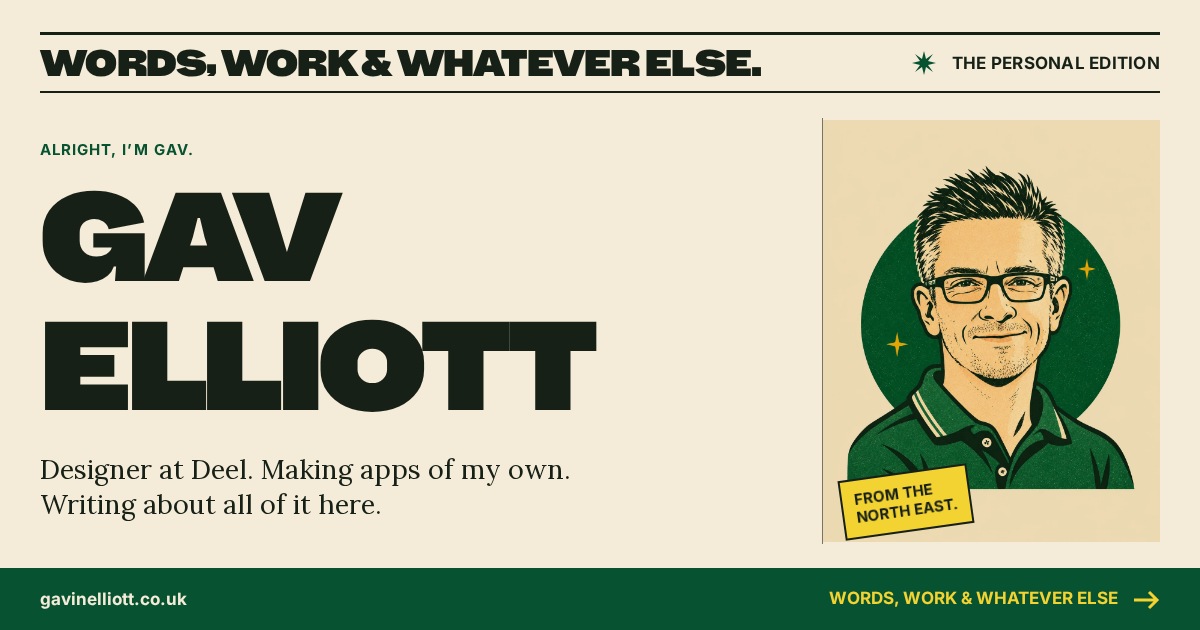 WORDS, WORK & WHATEVER ELSE.
THE PERSONAL EDITION
ALRIGHT, I'M GAV.
GAV
ELLIOTT
Designer at Deel. Making apps of my own.
Writing about all of it here.
FROM THE
NORTH EAST.
gavinelliott.co.uk
WORDS, WORK & WHATEVER ELSE